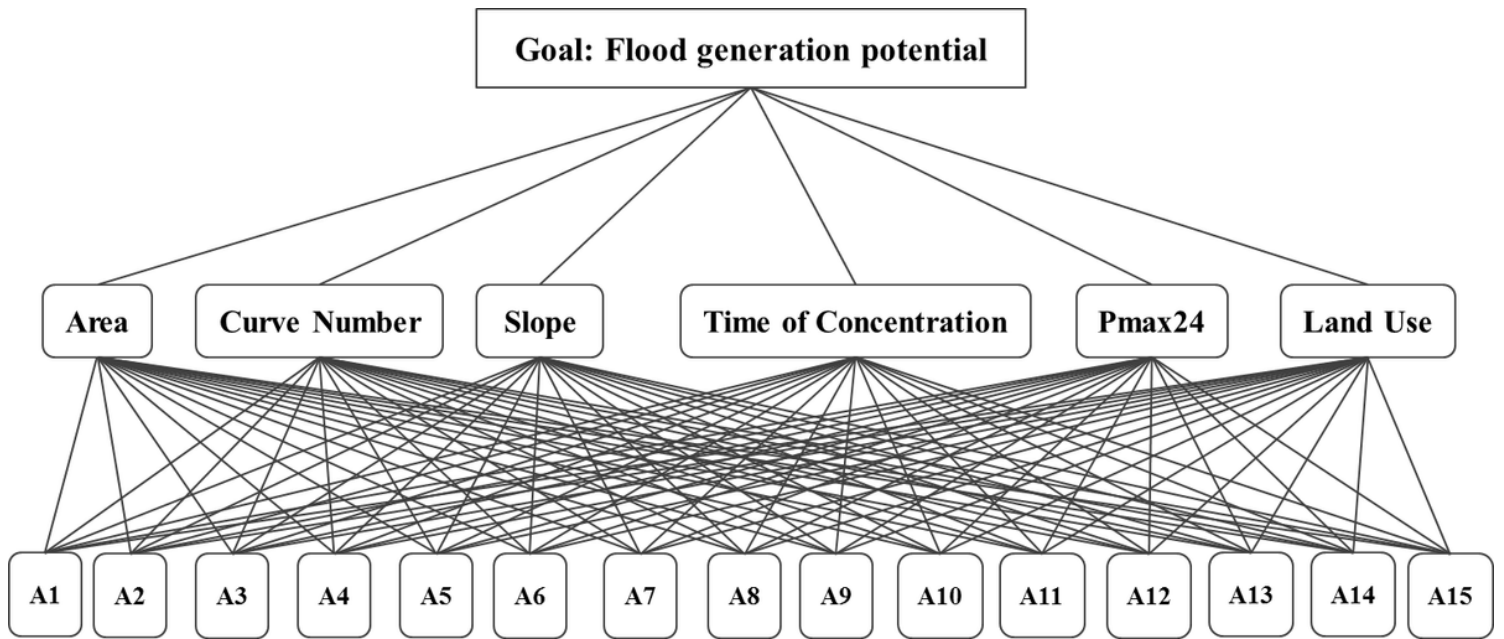 Goal: Flood generation potential
Area
Curve Number
Slope
Time of Concentration
Pmax24
Land Use
A1
A2
A3
A4
A5
A6
A7
A8
A9
A10
A11
A12
A13
A14
A15